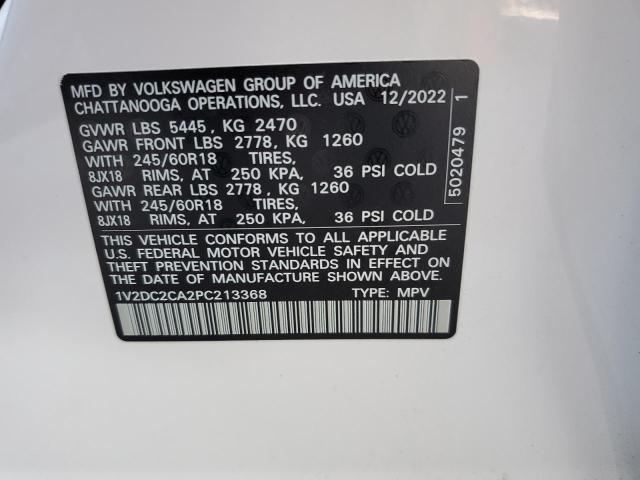 MFD BY VOLKSWAGEN GROUP OF AMERICA
CHATTANOOGA OPERATIONS, LLC. USA 12/2022
GVWR LBS 5445, KG 2470
GAWR FRONT LBS 2778, KG 1260
WITH 245/60R18 TIRES,
8JX18 RIMS, AT 250 KPA, 36 PSI COLD
GAWR REAR LBS 2778, KG 1260
WITH 245/60R18 TIRES,
8JX18 RIMS, AT 250 KPA, 36 PSI COLD
THIS VEHICLE CONFORMS TO ALL APPLICABLE
U.S. FEDERAL MOTOR VEHICLE SAFETY AND
THEFT PREVENTION STANDARDS IN EFFECT ON
THE DATE OF MANUFACTURE SHOWN ABOVE.
1V2DC2CA2PC213368 TYPE: MPV
5020479 1